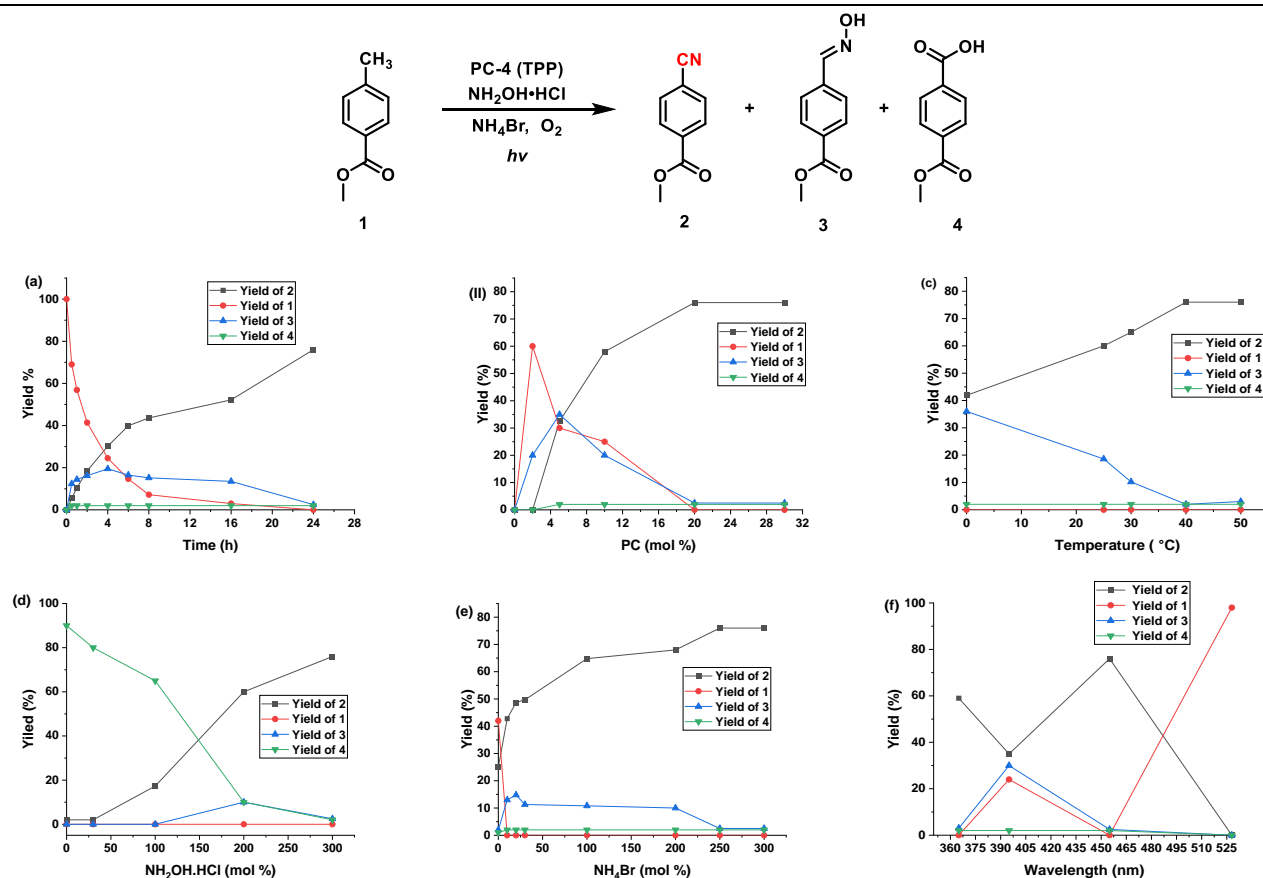 CH3
O
O
1
PC-4 (TPP)
NH2OH•HCl
NH4Br, O2
hv
CN
O
O
2
+
OH
N
O
O
3
+
O
OH
O
O
4
(a)
Yield of 2
Yield of 1
Yield of 3
Yield of 4
Yield %
100
80
60
40
20
0
0 4 8 12 16 20 24 28
Time (h)
(II)
Yield of 2
Yield of 1
Yield of 3
Yield of 4
Yield (%)
80
70
60
50
40
30
20
10
0
0 4 8 12 16 20 24 28 32
PC (mol %)
(c)
Yield of 2
Yield of 1
Yield of 3
Yield of 4
Yield (%)
80
70
60
50
40
30
20
10
0
0 10 20 30 40 50
Temperature ( °C)
(d)
Yield of 2
Yield of 1
Yield of 3
Yield of 4
Yiled (%)
100
80
60
40
20
0
0 50 100 150 200 250 300
NH2OH.HCl (mol %)
(e)
Yield of 2
Yield of 1
Yield of 3
Yield of 4
Yield (%)
80
70
60
50
40
30
20
10
0
0 50 100 150 200 250 300
NH4Br (mol %)
(f)
Yield of 2
Yield of 1
Yield of 3
Yield of 4
Yield (%)
100
80
60
40
20
0
360 375 390 405 420 435 450 465 480 495 510 525
Wavelength (nm)